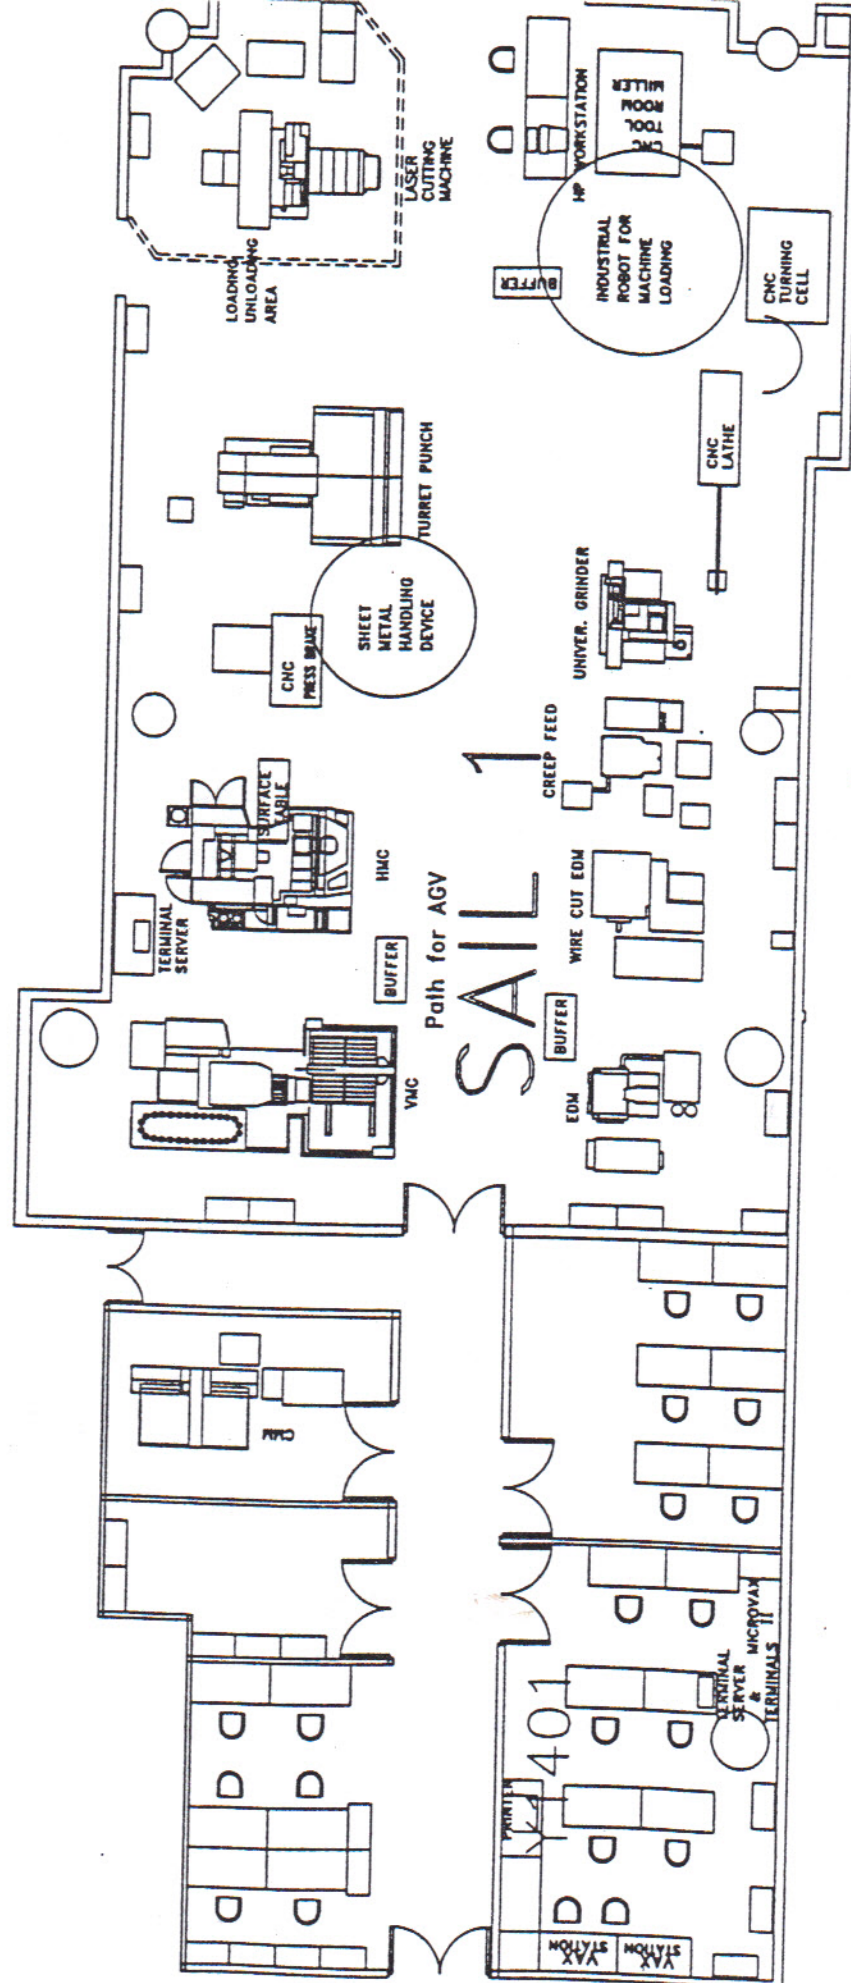 LASER
CUTTING
MACHINE
LOADING
UNLOADING
AREA
HP WORKSTATION
CNC
TOOL
ROOM
MILLER
BUFFER
INDUSTRIAL
ROBOT FOR
MACHINE
LOADING
CNC
TURNING
CELL
CNC
LATHE
TURRET PUNCH
SHEET
METAL
HANDLING
DEVICE
CNC
PRESS BRAKE
UNIVER. GRINDER
CREEP FEED
SURFACE
TABLE
HMC
TERMINAL
SERVER
BUFFER
Path for AGV
SAIL 1
WIRE CUT EDM
BUFFER
VMC
EDM
CMM
TERMINAL
SERVER MICROVAX
& II
TERMINALS
401
PRINTER
VAX
STATION
VAX
STATION